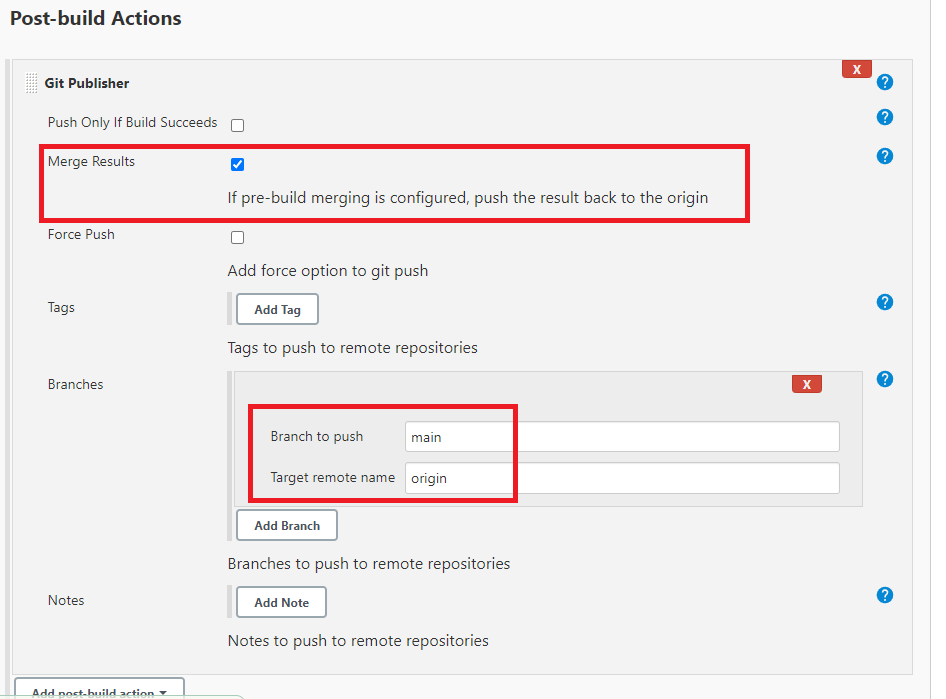 Post-build Actions
X
Git Publisher
?
Push Only If Build Succeeds
?
Merge Results
?
If pre-build merging is configured, push the result back to the origin
Force Push
Add force option to git push
Tags
Add Tag
?
Tags to push to remote repositories
Branches
X
?
Branch to push
main
Target remote name
origin
Add Branch
Branches to push to remote repositories
Notes
Add Note
?
Notes to push to remote repositories
Add post-build action